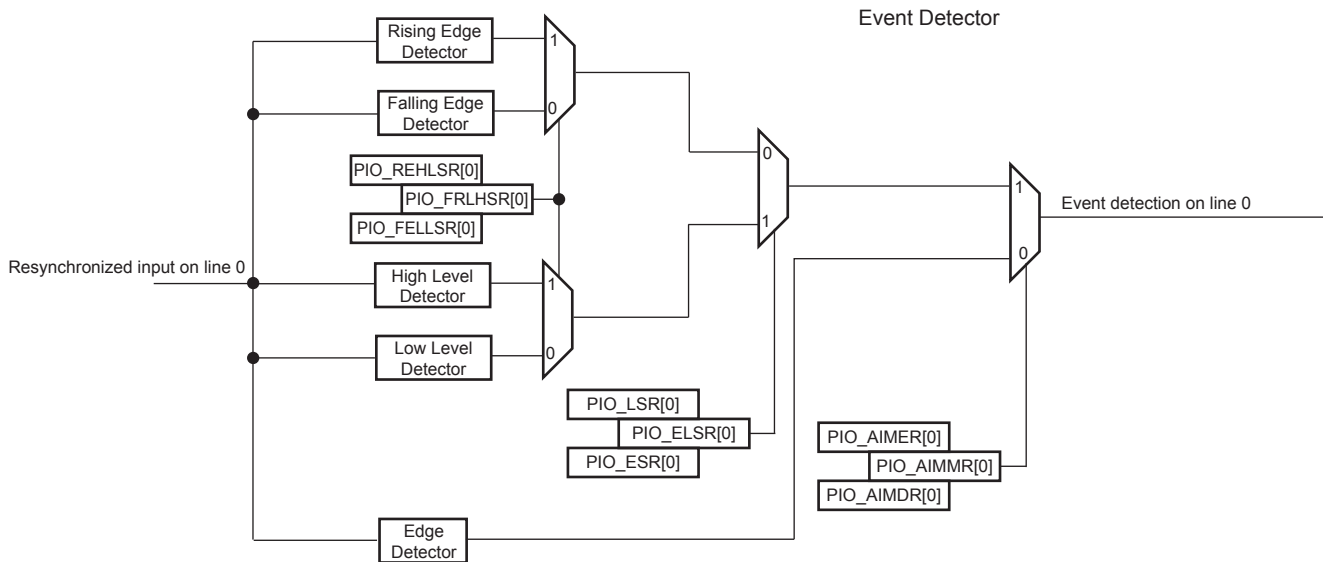 Event Detector
Rising Edge
Detector
1
Falling Edge
Detector
0
PIO_REHLSR[0]
PIO_FRLHSR[0]
PIO_FELLSR[0]
0
1
1
Event detection on line 0
0
Resynchronized input on line 0
High Level
Detector
1
Low Level
Detector
0
PIO_LSR[0]
PIO_ELSR[0]
PIO_ESR[0]
PIO_AIMER[0]
PIO_AIMMR[0]
PIO_AIMDR[0]
Edge
Detector